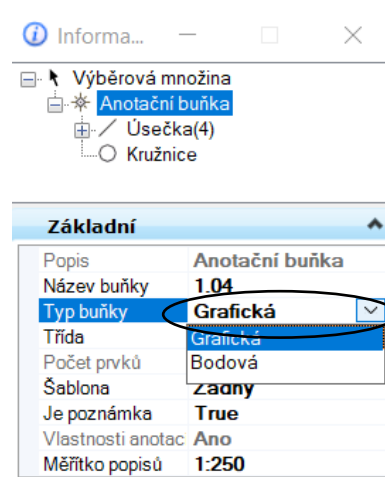 Informa...
Výběrová množina
Anotační buňka
Úsečka(4)
Kružnice
Základní
Popis Anotační buňka
Název buňky 1.04
Typ buňky Grafická
Třída Grafická
Bodová
Počet prvků
Šablona Žádný
Je poznámka True
Vlastnosti anotac Ano
Měřítko popisů 1:250